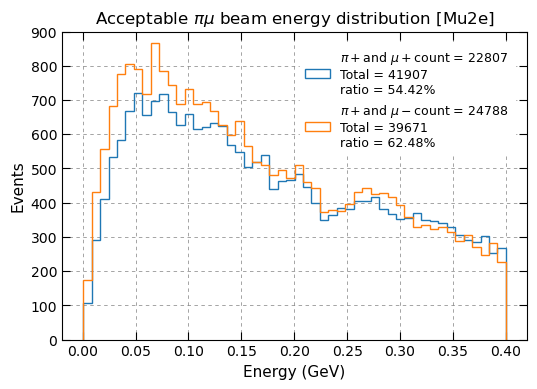 Acceptable πμ beam energy distribution [Mu2e]
π + and μ + count = 22807
Total = 41907
ratio = 54.42%
π + and μ − count = 24788
Total = 39671
ratio = 62.48%
Events
900
800
700
600
500
400
300
200
100
0
0.00 0.05 0.10 0.15 0.20 0.25 0.30 0.35 0.40
Energy (GeV)